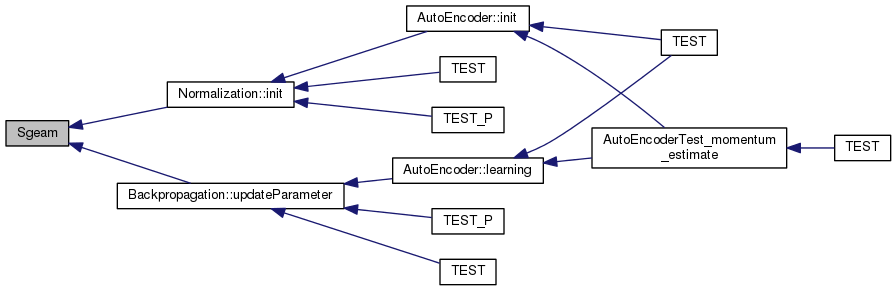 AutoEncoder::init
TEST
TEST
Normalization::init
TEST_P
Sgeam
AutoEncoderTest_momentum
_estimate
TEST
AutoEncoder::learning
Backpropagation::updateParameter
TEST_P
TEST